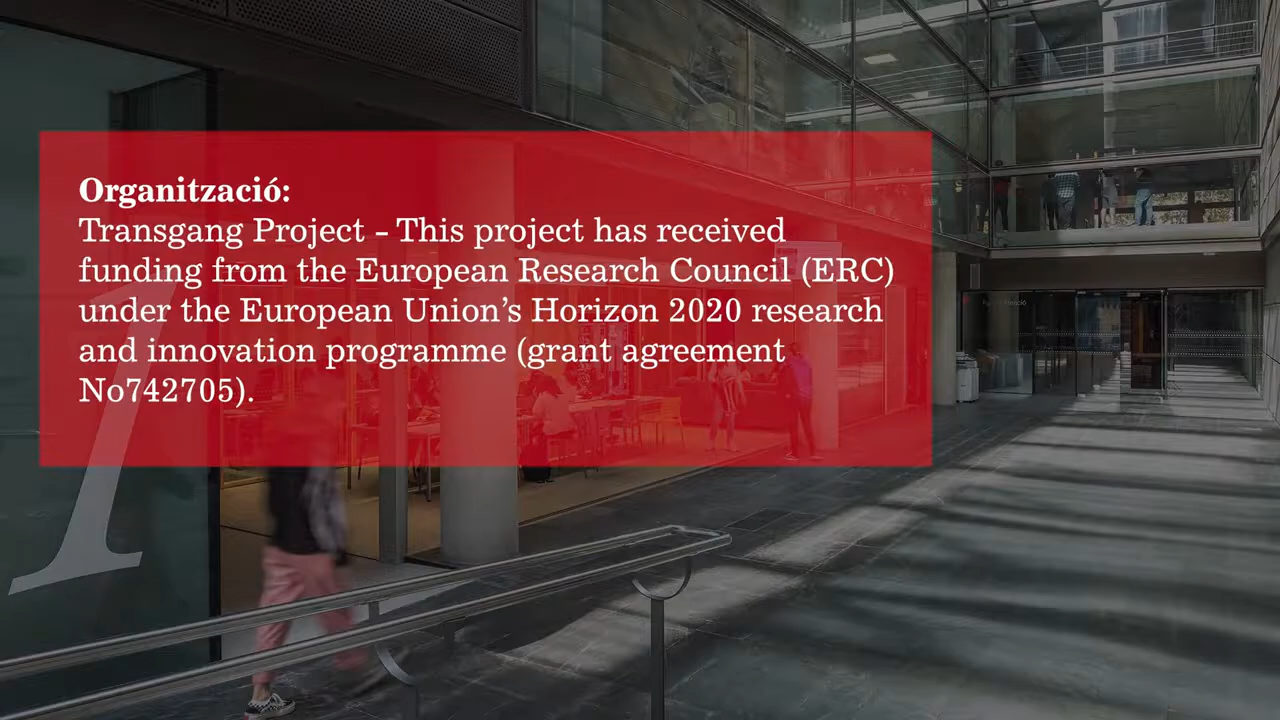 Organització:
Transgang Project - This project has received
funding from the European Research Council (ERC)
under the European Union’s Horizon 2020 research
and innovation programme (grant agreement
No742705).
1